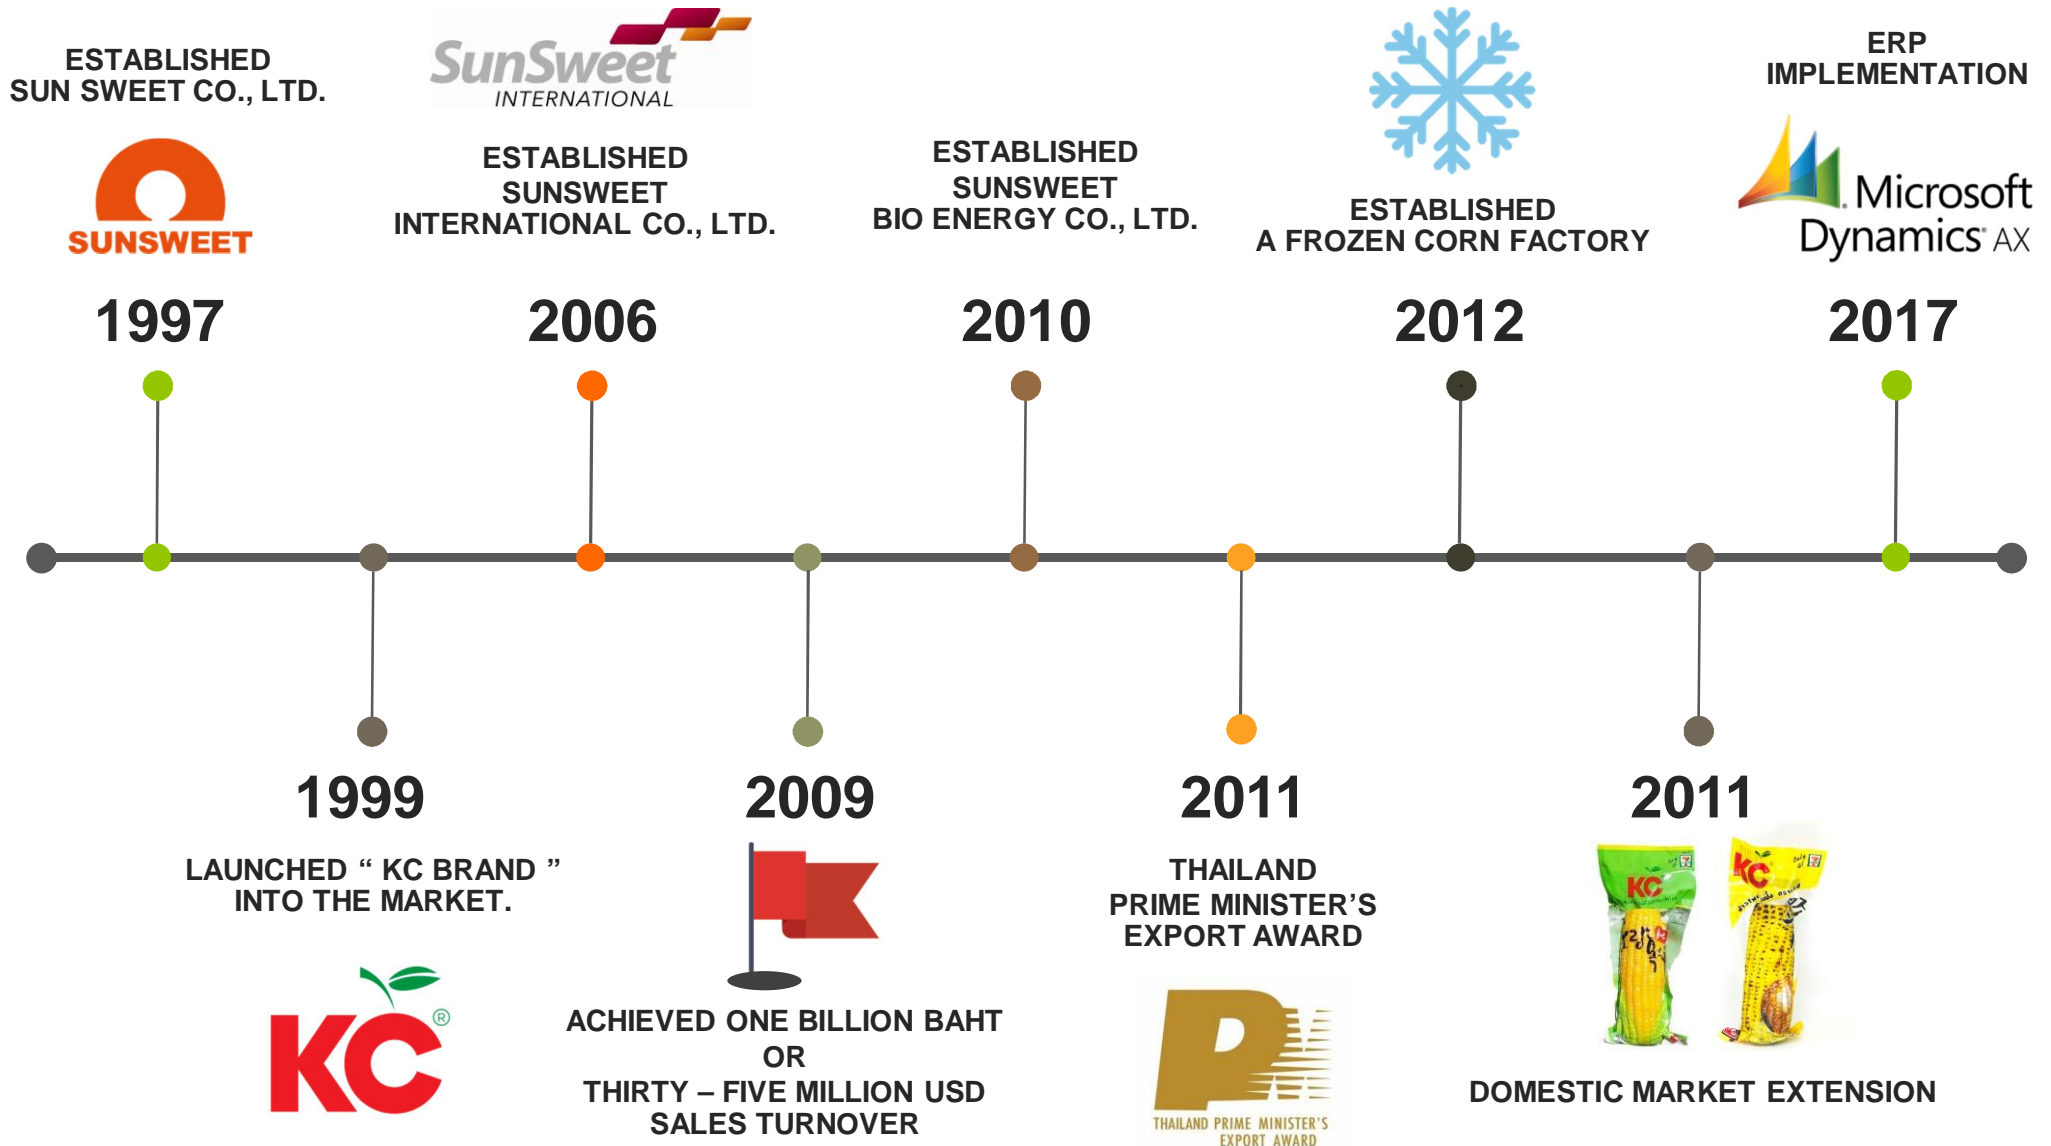 ESTABLISHED
SUN SWEET CO., LTD.
SUNSWEET
1997
SunSweet
INTERNATIONAL
ESTABLISHED
SUNSWEET
INTERNATIONAL CO., LTD.
2006
ESTABLISHED
SUNSWEET
BIO ENERGY CO., LTD.
2010
ESTABLISHED
A FROZEN CORN FACTORY
2012
ERP
IMPLEMENTATION
Microsoft
Dynamics AX
2017
1999
LAUNCHED “ KC BRAND ”
INTO THE MARKET.
KC®
2009
ACHIEVED ONE BILLION BAHT
OR
THIRTY – FIVE MILLION USD
SALES TURNOVER
2011
THAILAND
PRIME MINISTER’S
EXPORT AWARD
PM
THAILAND PRIME MINISTER'S
EXPORT AWARD
2011
KC
KC
DOMESTIC MARKET EXTENSION